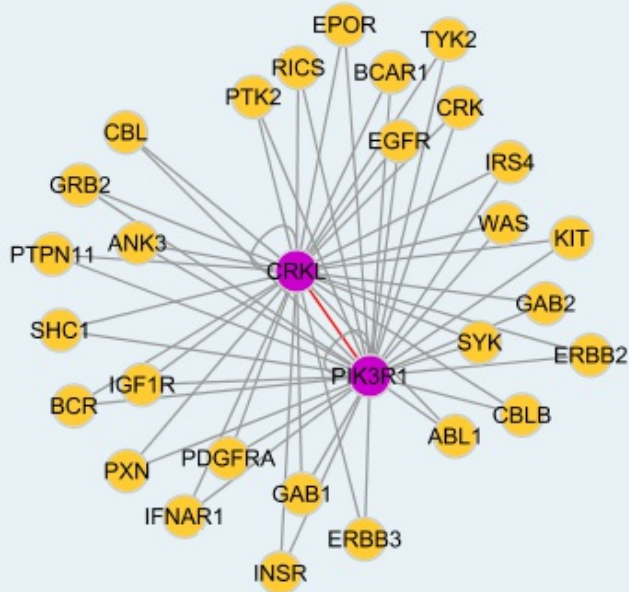 EPOR
TYK2
RICS
BCAR1
PTK2
CRK
CBL
EGFR
IRS4
GRB2
WAS
ANK3
KIT
PTPN11
CRKL
GAB2
SHC1
SYK
ERBB2
PIK3R1
IGF1R
BCR
CBLB
ABL1
PDGFRA
PXN
GAB1
IFNAR1
ERBB3
INSR